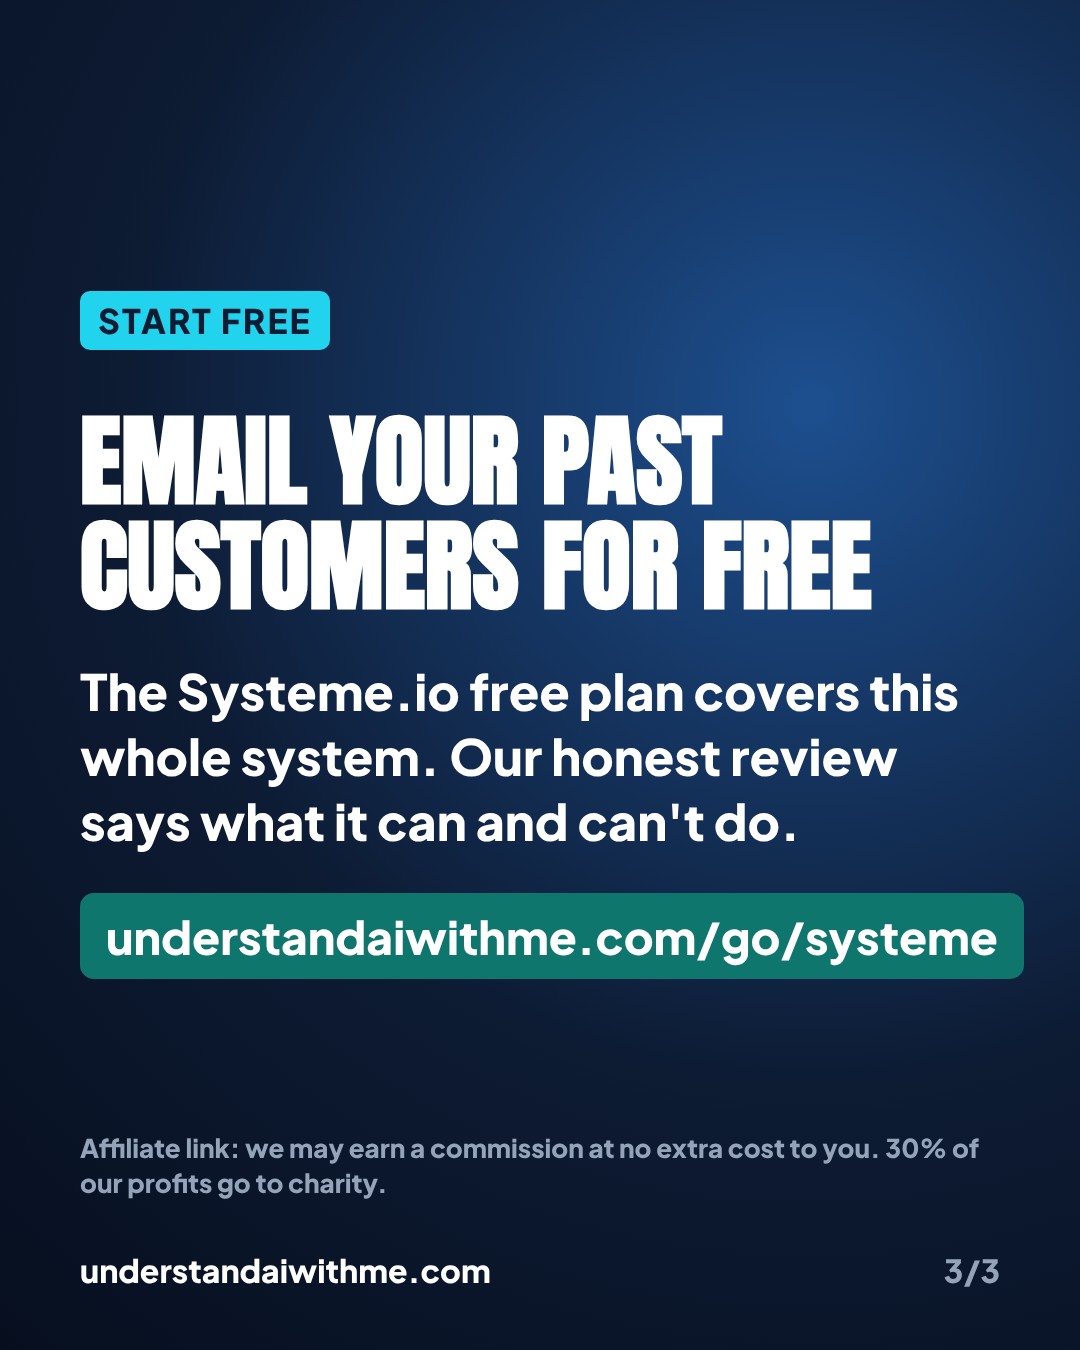 START FREE
EMAIL YOUR PAST
CUSTOMERS FOR FREE
The Systeme.io free plan covers this
whole system. Our honest review
says what it can and can't do.
understandaiwithme.com/go/systeme
Affiliate link: we may earn a commission at no extra cost to you. 30% of
our profits go to charity.
understandaiwithme.com
3/3